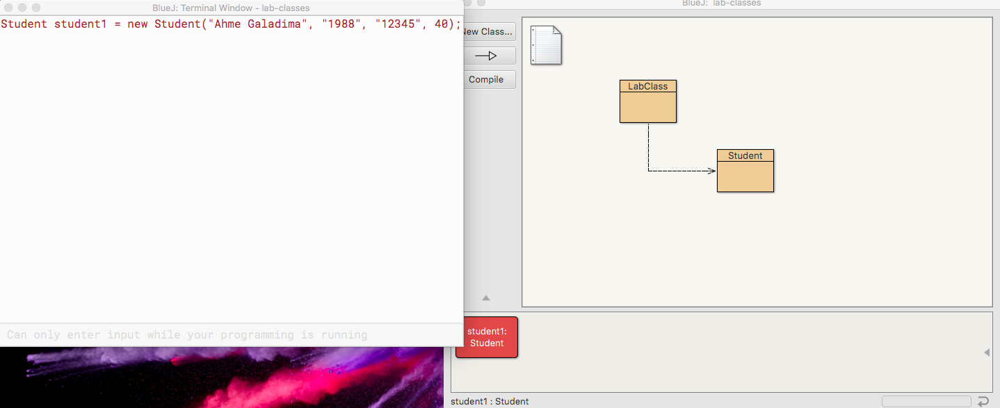 BlueJ: Terminal Window - lab-classes
Student student1 = new Student("Ahme Galadima", "1988", "12345", 40);
Can only enter input while your programming is running
BlueJ: lab-classes
New Class...
Compile
LabClass
Student
student1:
Student
student1 : Student